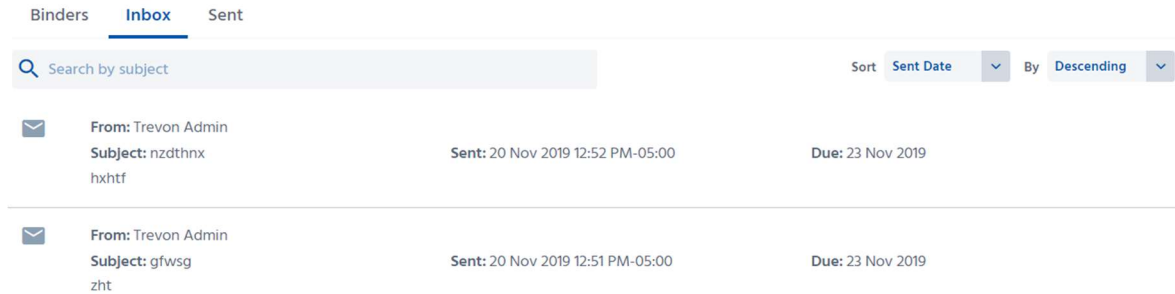 Binders Inbox Sent
Search by subject Sort Sent Date By Descending
From: Trevon Admin
Subject: nzdthnx Sent: 20 Nov 2019 12:52 PM-05:00 Due: 23 Nov 2019
hxhtf
From: Trevon Admin
Subject: gfwsg Sent: 20 Nov 2019 12:51 PM-05:00 Due: 23 Nov 2019
zht